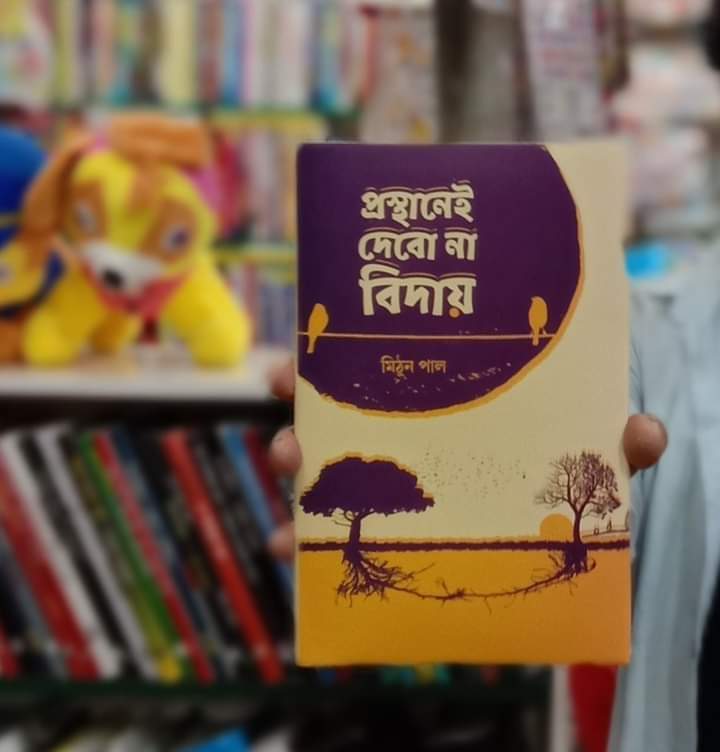 প্রস্থানেই
দেবো না
বিদায়
মিঠুন পাল